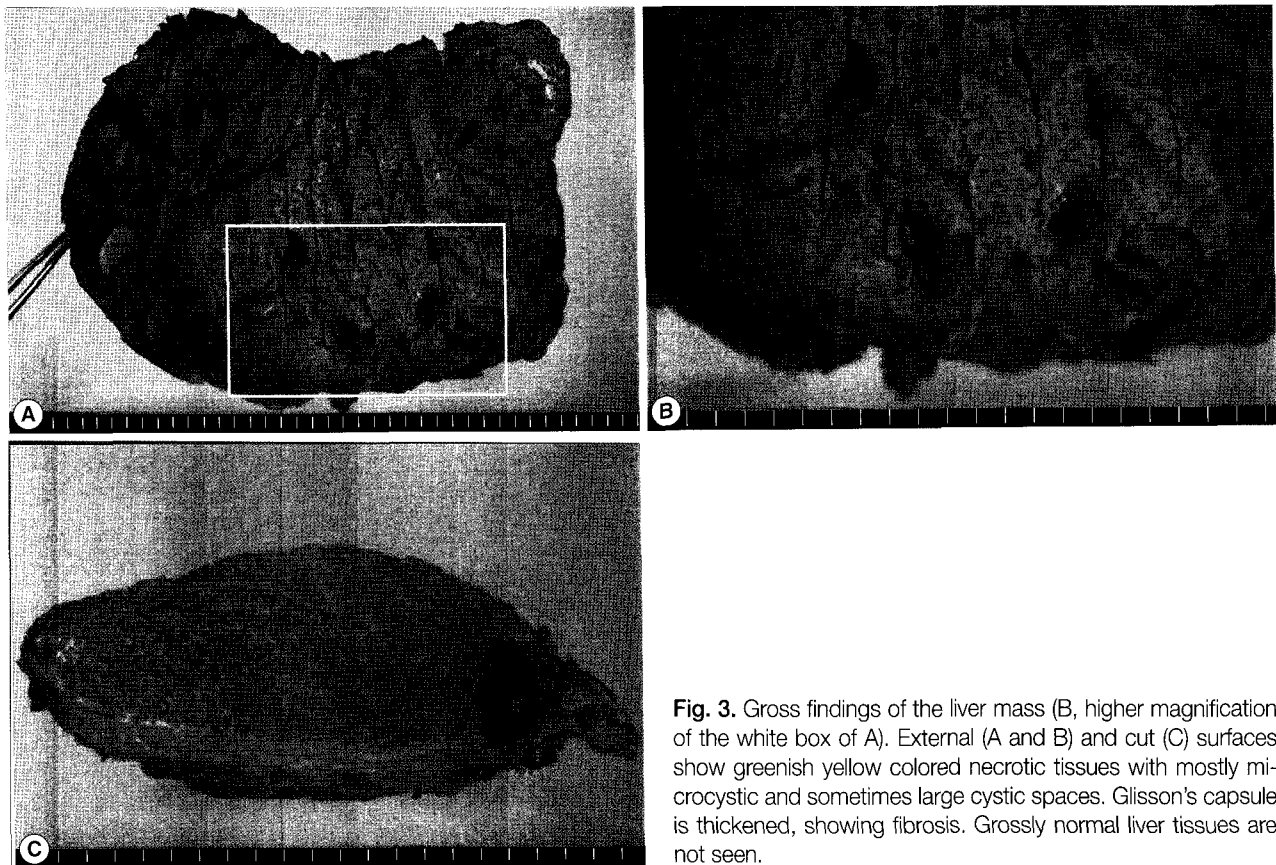 A
B
C
Fig. 3. Gross findings of the liver mass (B, higher magnification
of the white box of A). External (A and B) and cut (C) surfaces
show greenish yellow colored necrotic tissues with mostly mi-
crocystic and sometimes large cystic spaces. Glisson's capsule
is thickened, showing fibrosis. Grossly normal liver tissues are
not seen.